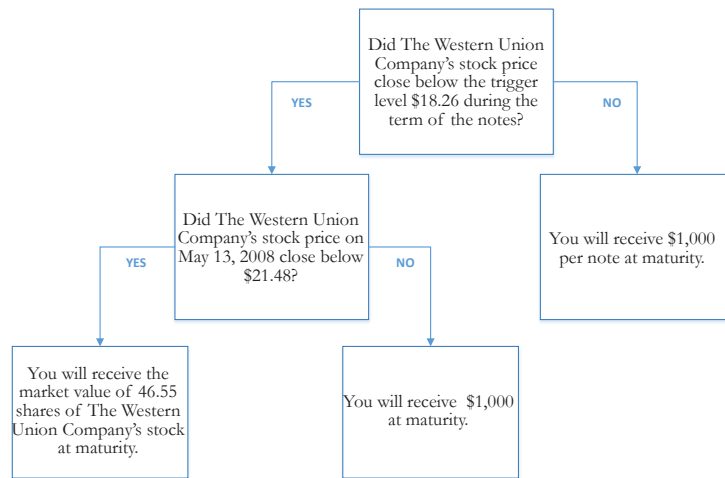 Did The Western Union
Company's stock price
close below the trigger
level $18.26 during the
term of the notes?
YES
NO
Did The Western Union
Company's stock price on
May 13, 2008 close below
$21.48?
You will receive $1,000
per note at maturity.
YES
NO
You will receive the
market value of 46.55
shares of The Western
Union Company's stock
at maturity.
You will receive $1,000
at maturity.